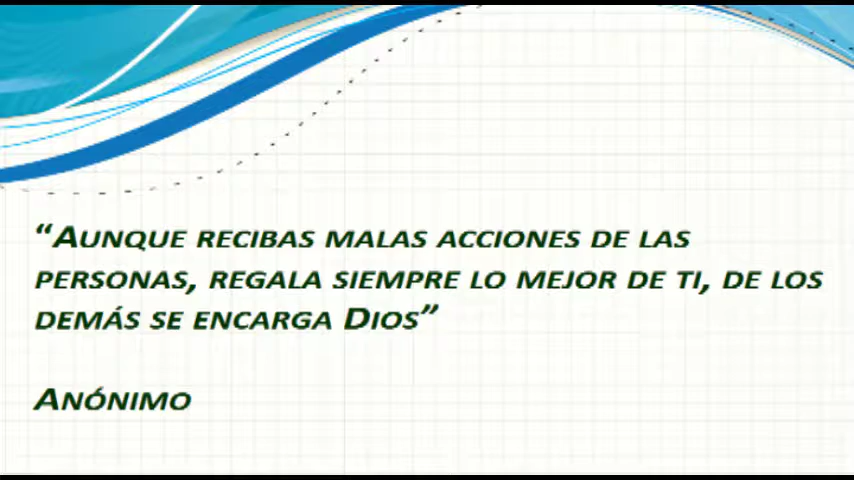 “AUNQUE RECIBAS MALAS ACCIONES DE LAS
PERSONAS, REGALA SIEMPRE LO MEJOR DE TI, DE LOS
DEMÁS SE ENCARGA DIOS”
ANÓNIMO